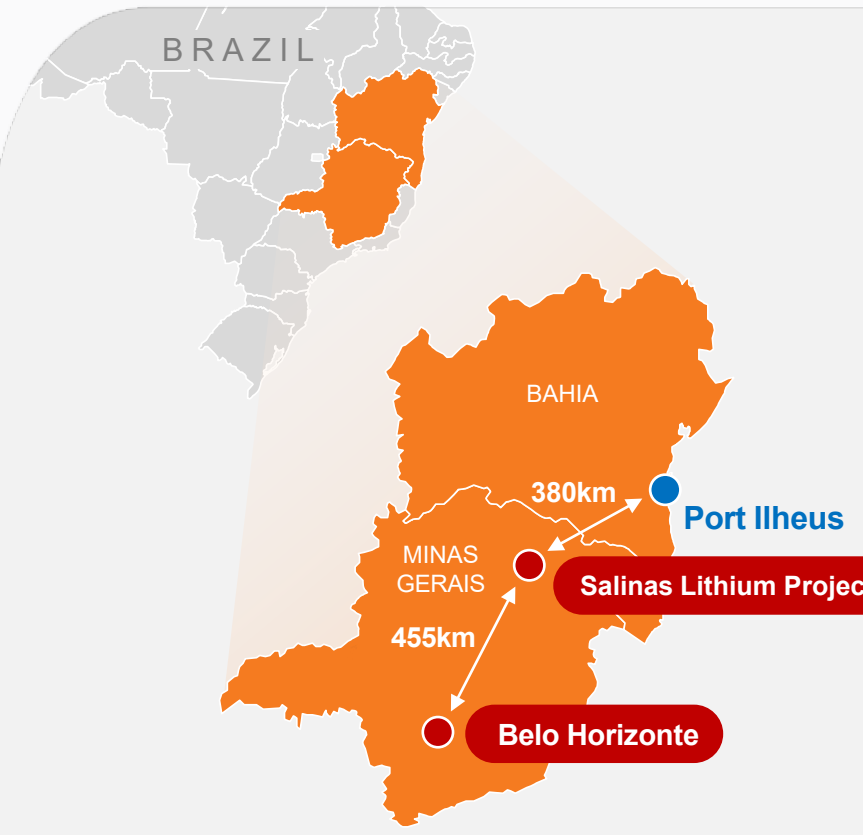 BRAZIL
BAHIA
380km
Port Ilheus
MINAS
GERAIS
Salinas Lithium Projec
455km
Belo Horizonte